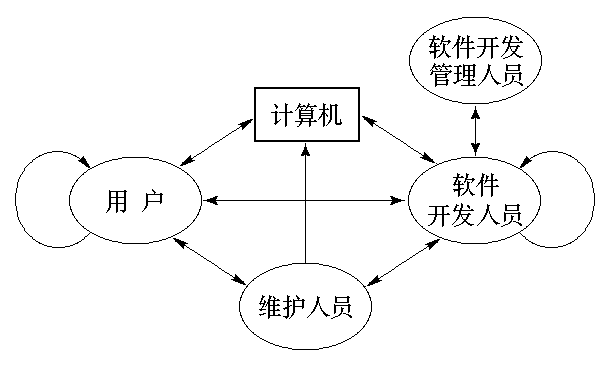 软件开发
管理人员
计算机
用 户
软件
开发人员
维护人员